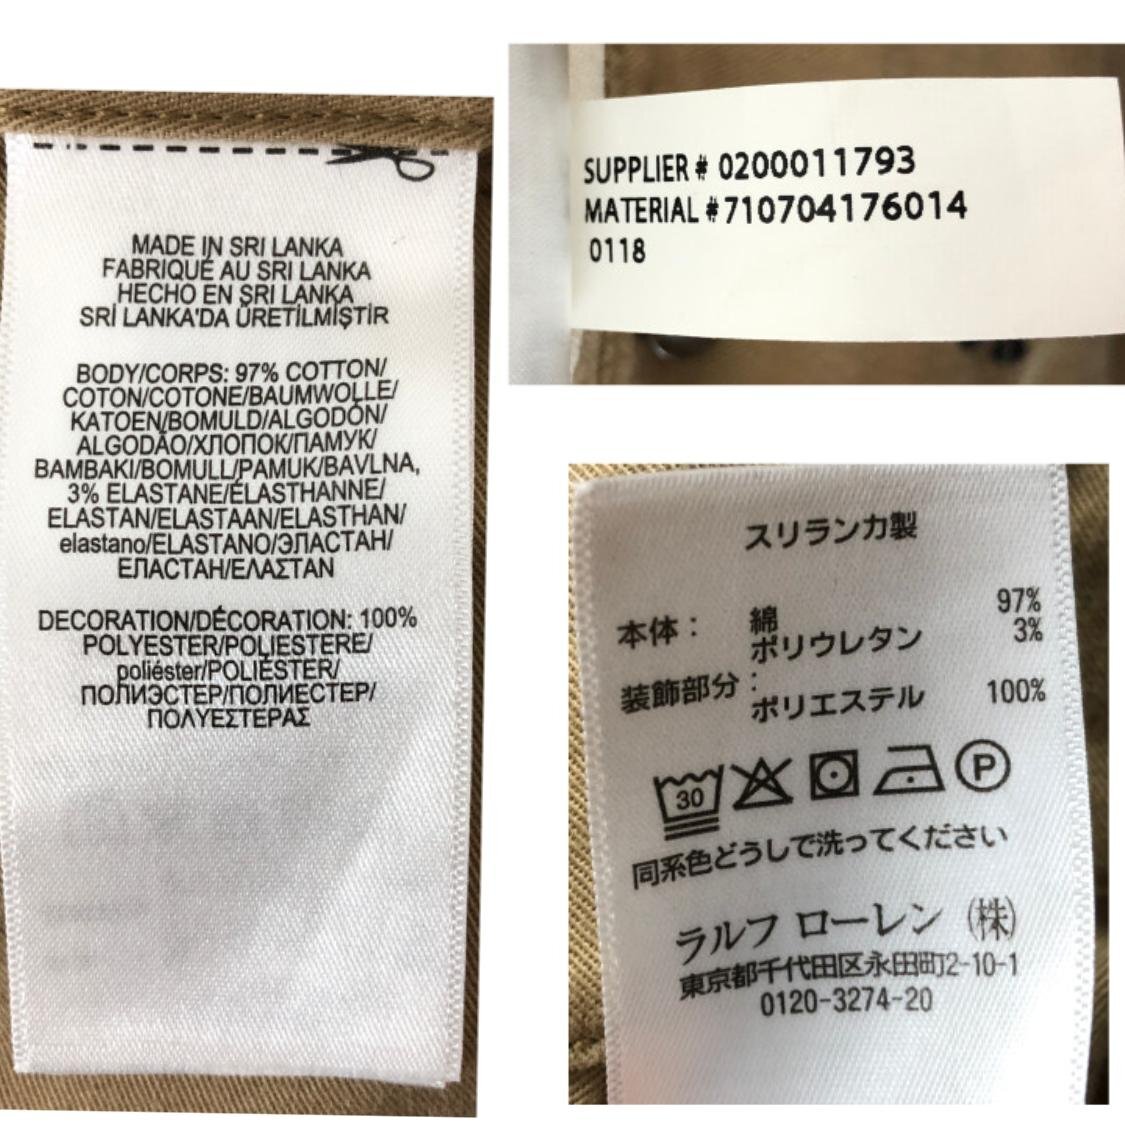 MADE IN SRI LANKA
FABRIQUÉ AU SRI LANKA
HECHO EN SRI LANKA
SRİ LANKA'DA ÜRETİLMİŞTİR
BODY/CORPS: 97% COTTON/
COTON/COTONE/BAUMWOLLE/
KATOEN/BOMULD/ALGODÓN/
ALGODÃO/ХЛОПОК/ПАМУК/
BAMBAKI/BOMULL/PAMUK/BAVLNA,
3% ELASTANE/ÉLASTHANNE/
ELASTAN/ELASTAAN/ELASTHAN/
elastano/ELASTANO/ЭЛАСТАН/
ЕЛАСТАН/ΕΛΑΣΤΑΝ
DECORATION/DÉCORATION: 100%
POLYESTER/POLIESTERE/
poliéster/POLIÉSTER/
ПОЛИЭСТЕР/ПОЛИЕСТЕР/
ΠΟΛΥΕΣΤΕΡΑΣ
SUPPLIER # 0200011793
MATERIAL #710704176014
0118
スリランカ製
本体： 綿 97%
ポリウレタン 3%
装飾部分：
ポリエステル 100%
30 P
同系色どうしで洗ってください
ラルフ ローレン ㈱
東京都千代田区永田町2-10-1
0120-3274-20